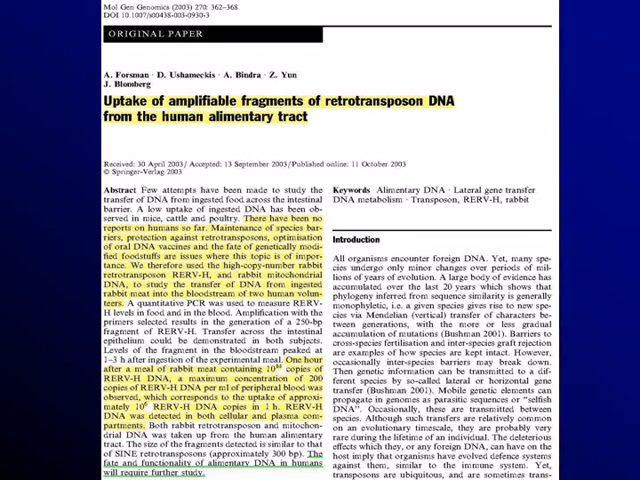 Mol Gen Genomics (2003) 270: 362–368
DOI 10.1007/s00438-003-0930-3
ORIGINAL PAPER
A. Forsman · D. Ushameckis · A. Bindra · Z. Yun
J. Blomberg
Uptake of amplifiable fragments of retrotransposon DNA
from the human alimentary tract
Received: 30 April 2003 / Accepted: 13 September 2003 / Published online: 11 October 2003
© Springer-Verlag 2003
Abstract Few attempts have been made to study the
transfer of DNA from ingested food across the intestinal
barrier. A low uptake of ingested DNA has been ob-
served in mice, cattle and poultry. There have been no
reports on humans so far. Maintenance of species bar-
riers, protection against retrotransposons, optimisation
of oral DNA vaccines and the fate of genetically modi-
fied foodstuffs are issues where this topic is of impor-
tance. We therefore used the high-copy-number rabbit
retrotransposon RERV-H, and rabbit mitochondrial
DNA, to study the transfer of DNA from ingested
rabbit meat into the bloodstream of two human volun-
teers. A quantitative PCR was used to measure RERV-
H levels in food and in the blood. Amplification with the
primers selected results in the generation of a 250-bp
fragment of RERV-H. Transfer across the intestinal
epithelium could be demonstrated in both subjects.
Levels of the fragment in the bloodstream peaked at
1–3 h after ingestion of the experimental meal. One hour
after a meal of rabbit meat containing 10 copies of
RERV-H DNA, a maximum concentration of 200
copies of RERV-H DNA per ml of peripheral blood was
observed, which corresponds to the uptake of approxi-
mately 10 RERV-H DNA copies in 1 h. RERV-H
DNA was detected in both cellular and plasma com-
partments. Both rabbit retrotransposon and mitochon-
drial DNA was taken up from the human alimentary
tract. The size of the fragments detected is similar to that
of SINE retrotransposons (approximately 300 bp). The
fate and functionality of alimentary DNA in humans
will require further study.
Keywords Alimentary DNA · Lateral gene transfer
DNA metabolism · Transposon, RERV-H, rabbit
Introduction
All organisms encounter foreign DNA. Yet, many spe-
cies undergo only minor changes over periods of mil-
lions of years of evolution. A large body of evidence has
accumulated over the last 20 years which shows that
phylogeny inferred from sequence similarity is generally
monophyletic, i.e. a given species gives rise to new spe-
cies via Mendelian (vertical) transfer of characters be-
tween generations, with the more or less gradual
accumulation of mutations (Bushman 2001). Barriers to
cross-species fertilisation and inter-species graft rejection
are examples of how species are kept intact. However,
occasionally inter-species barriers may break down.
Then genetic information can be transmitted to a dif-
ferent species by so-called lateral or horizontal gene
transfer (Bushman 2001). Mobile genetic elements can
propagate in genomes as parasitic sequences or "selfish
DNA". Occasionally, these are transmitted between
species. Although such transfers are relatively common
on an evolutionary timescale, they are probably very
rare during the lifetime of an individual. The deleterious
effects which they, or any foreign DNA, can have on the
host imply that organisms have evolved defence systems
against them, similar to the immune system. Yet,
transposons are ubiquitous, and are sometimes trans-